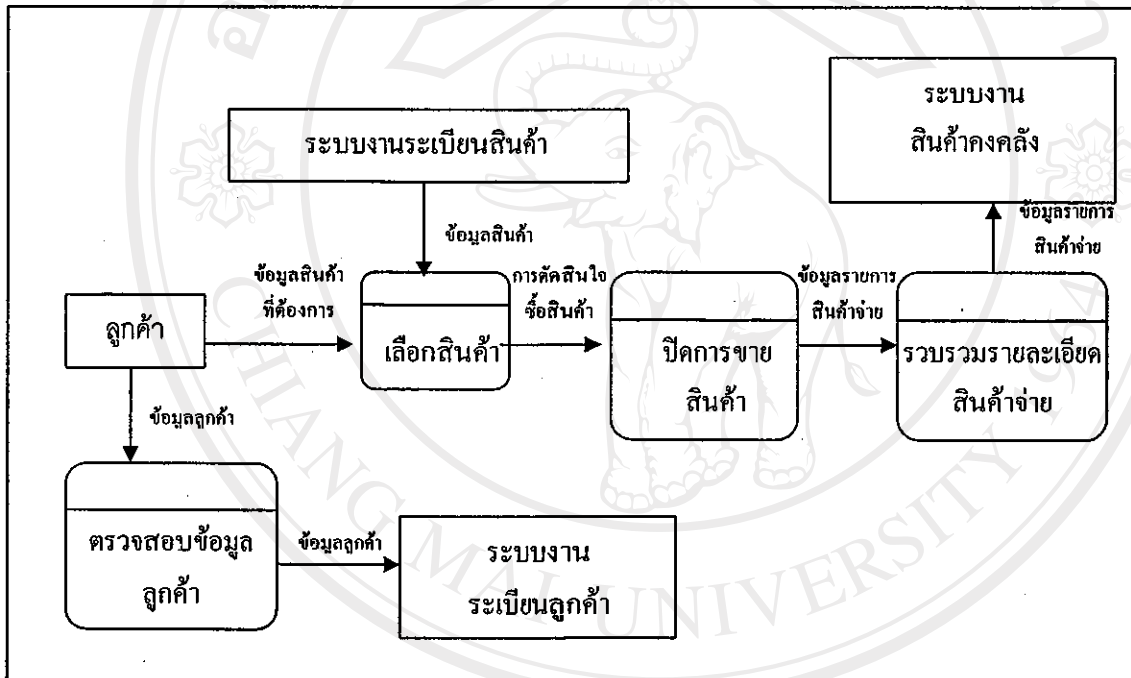 ระบบงาน
สินค้าคงคลัง
ระบบงานระเบียนสินค้า
ข้อมูลรายการ
สินค้าจ่าย
ข้อมูลสินค้า
ข้อมูลสินค้า
ที่ต้องการ
การตัดสินใจ
ซื้อสินค้า
ข้อมูลรายการ
สินค้าจ่าย
ลูกค้า
เลือกสินค้า
ปิดการขาย
สินค้า
รวบรวมรายละเอียด
สินค้าจ่าย
ข้อมูลลูกค้า
ตรวจสอบข้อมูล
ลูกค้า
ข้อมูลลูกค้า
ระบบงาน
ระเบียนลูกค้า
CHIANG MAI UNIVERSITY